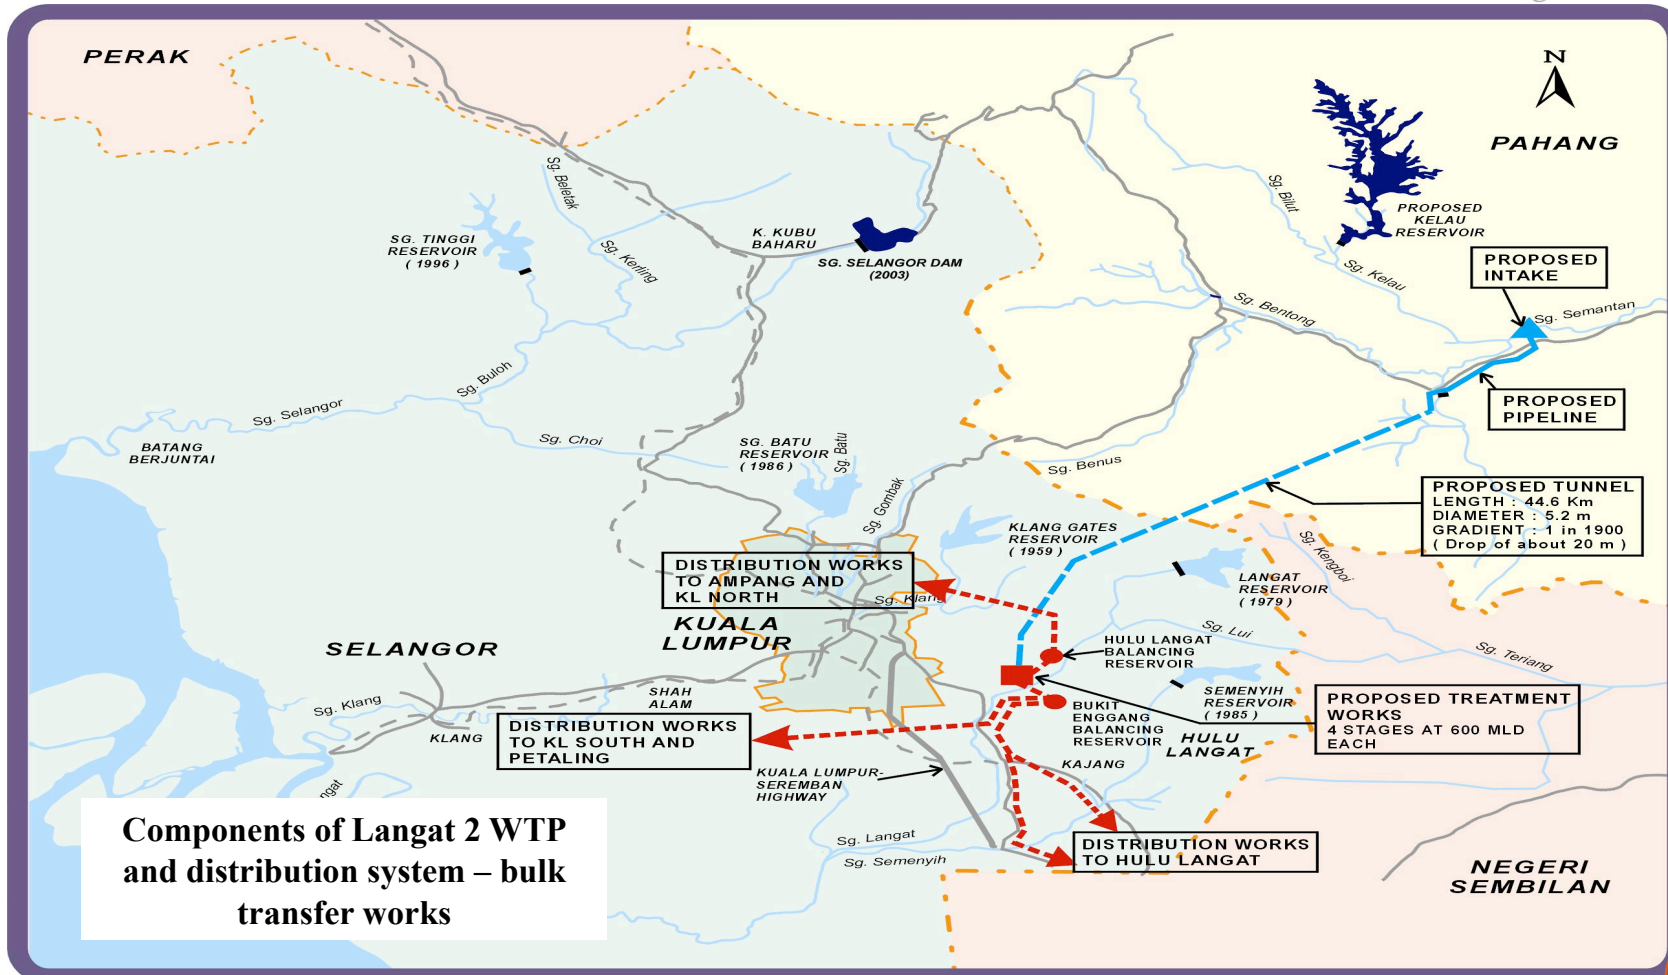 PERAK
N
PAHANG
Sg. Beletak
Sg. Bilut
PROPOSED
KELAU
RESERVOIR
K. KUBU
BAHARU
SG. TINGGI
RESERVOIR
( 1996 )
Sg. Kerling
SG. SELANGOR DAM
(2003)
Sg. Kelau
PROPOSED
INTAKE
Sg. Bentong
Sg. Semantan
Sg. Buloh
Sg. Selangor
PROPOSED
PIPELINE
BATANG
BERJUNTAI
Sg. Choi
SG. BATU
RESERVOIR
( 1986 )
Sg. Batu
Sg. Benus
Sg. Gombak
PROPOSED TUNNEL
LENGTH : 44.6 Km
DIAMETER : 5.2 m
GRADIENT : 1 in 1900
( Drop of about 20 m )
KLANG GATES
RESERVOIR
( 1959 )
Sg. Kengboi
DISTRIBUTION WORKS
TO AMPANG AND
KL NORTH
Sg. Klang
LANGAT
RESERVOIR
( 1979 )
KUALA
LUMPUR
SELANGOR
Sg. Lui
HULU LANGAT
BALANCING
RESERVOIR
Sg. Teriang
SHAH
ALAM
Sg. Klang
SEMENYIH
RESERVOIR
( 1985 )
PROPOSED TREATMENT
WORKS
4 STAGES AT 600 MLD
EACH
BUKIT
ENGGANG
BALANCING
RESERVOIR
HULU
LANGAT
DISTRIBUTION WORKS
TO KL SOUTH AND
PETALING
KLANG
KAJANG
KUALA LUMPUR-
SEREMBAN
HIGHWAY
ngat
Sg. Langat
Sg. Semenyih
DISTRIBUTION WORKS
TO HULU LANGAT
NEGERI
SEMBILAN
Components of Langat 2 WTP
and distribution system – bulk
transfer works